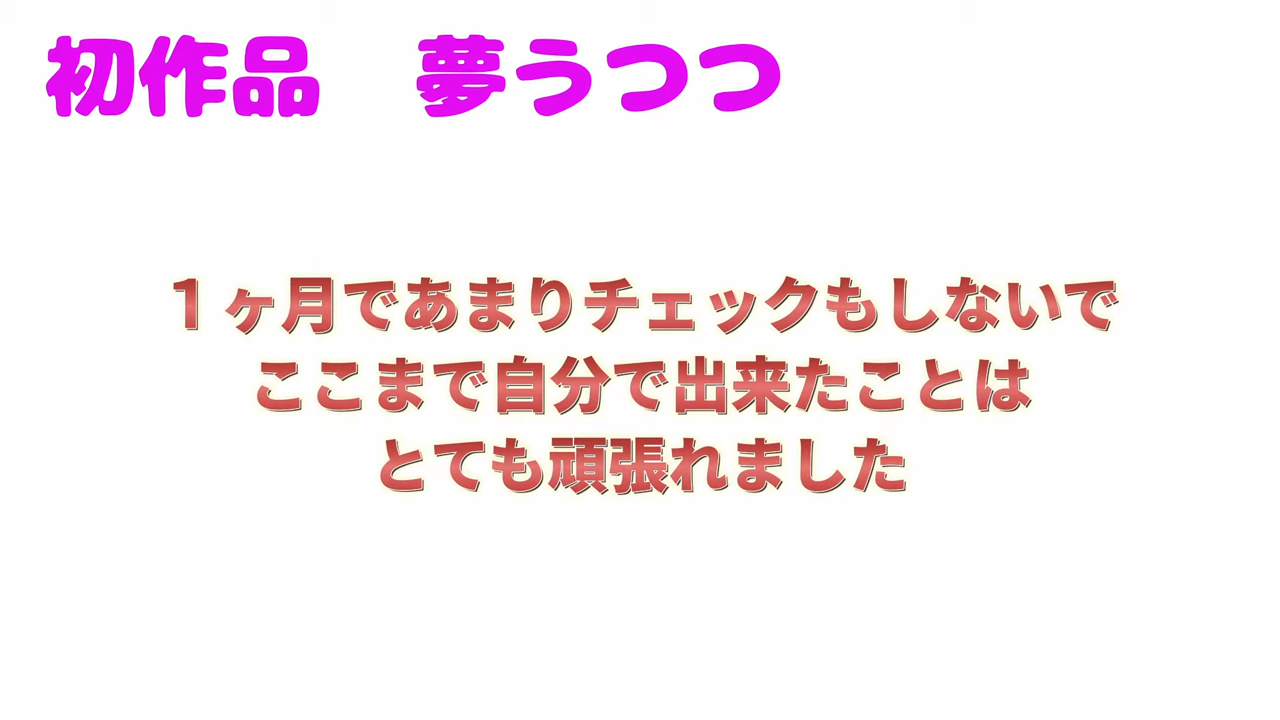 初作品　夢うつつ
１ヶ月であまりチェックもしないで
ここまで自分で出来たことは
とても頑張れました